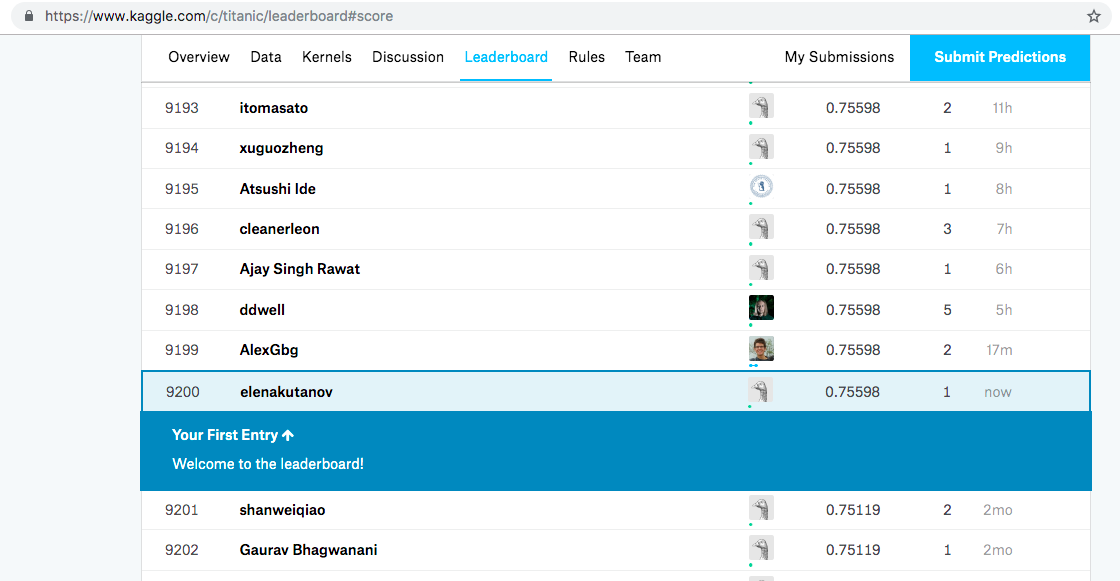 https://www.kaggle.com/c/titanic/leaderboard#score
Overview Data Kernels Discussion Leaderboard Rules Team My Submissions Submit Predictions
9193 itomasato 0.75598 2 11h
9194 xuguozheng 0.75598 1 9h
9195 Atsushi Ide 0.75598 1 8h
9196 cleanerleon 0.75598 3 7h
9197 Ajay Singh Rawat 0.75598 1 6h
9198 ddwell 0.75598 5 5h
9199 AlexGbg 0.75598 2 17m
9200 elenakutanov 0.75598 1 now
Your First Entry
Welcome to the leaderboard!
9201 shanweiqiao 0.75119 2 2mo
9202 Gaurav Bhagwanani 0.75119 1 2mo